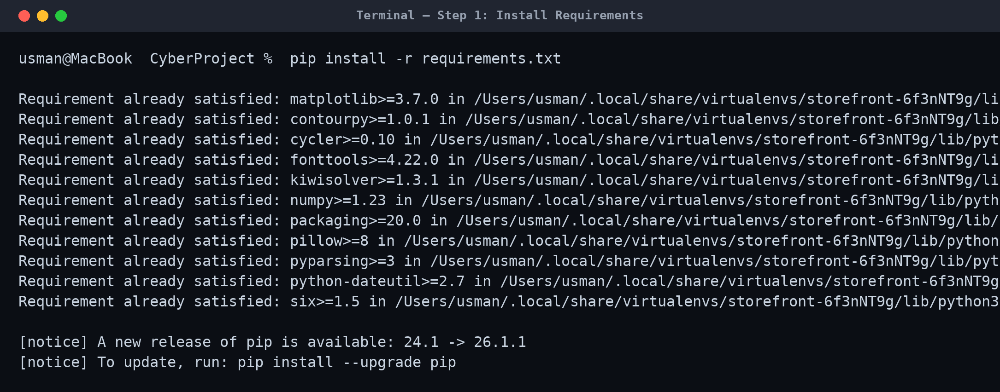 Terminal — Step 1: Install Requirements
usman@MacBook  CyberProject %  pip install -r requirements.txt
Requirement already satisfied: matplotlib>=3.7.0 in /Users/usman/.local/share/virtualenvs/storefront-6f3nNT9g/li
Requirement already satisfied: contourpy>=1.0.1 in /Users/usman/.local/share/virtualenvs/storefront-6f3nNT9g/lib
Requirement already satisfied: cycler>=0.10 in /Users/usman/.local/share/virtualenvs/storefront-6f3nNT9g/lib/pyt
Requirement already satisfied: fonttools>=4.22.0 in /Users/usman/.local/share/virtualenvs/storefront-6f3nNT9g/li
Requirement already satisfied: kiwisolver>=1.3.1 in /Users/usman/.local/share/virtualenvs/storefront-6f3nNT9g/li
Requirement already satisfied: numpy>=1.23 in /Users/usman/.local/share/virtualenvs/storefront-6f3nNT9g/lib/pyth
Requirement already satisfied: packaging>=20.0 in /Users/usman/.local/share/virtualenvs/storefront-6f3nNT9g/lib/
Requirement already satisfied: pillow>=8 in /Users/usman/.local/share/virtualenvs/storefront-6f3nNT9g/lib/python
Requirement already satisfied: pyparsing>=3 in /Users/usman/.local/share/virtualenvs/storefront-6f3nNT9g/lib/pyt
Requirement already satisfied: python-dateutil>=2.7 in /Users/usman/.local/share/virtualenvs/storefront-6f3nNT9g
Requirement already satisfied: six>=1.5 in /Users/usman/.local/share/virtualenvs/storefront-6f3nNT9g/lib/python3
[notice] A new release of pip is available: 24.1 -> 26.1.1
[notice] To update, run: pip install --upgrade pip